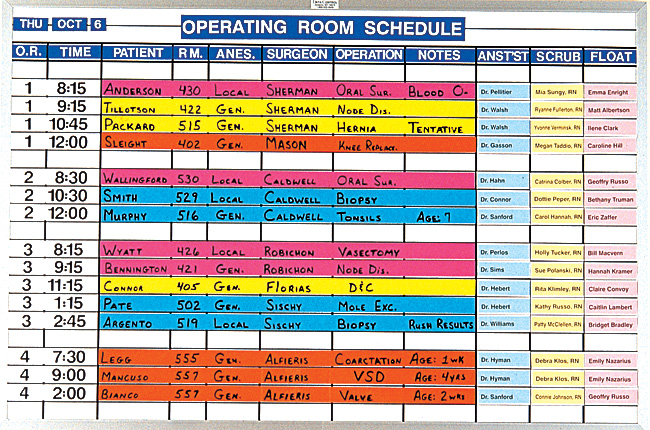 THU OCT 6 OPERATING ROOM SCHEDULE
O.R. TIME PATIENT RM. ANES. SURGEON OPERATION NOTES ANST'ST SCRUB FLOAT
1 8:15 ANDERSON 430 LOCAL SHERMAN ORAL SUR. BLOOD O- Dr. Pellitier Mia Sungy, RN Emma Enright
1 9:15 TILLOTSON 422 GEN. SHERMAN NODE DIS. Dr. Walsh Ryanne Fullerton, RN Matt Albertson
1 10:45 PACKARD 515 GEN. SHERMAN HERNIA TENTATIVE Dr. Walsh Yvonne Verminsk, RN Ilene Clark
1 12:00 SLEIGHT 402 GEN. MASON KNEE REPLACE. Dr. Gasson Megan Taddio, RN Caroline Hill
2 8:30 WALLINGFORD 530 LOCAL CALDWELL ORAL SUR. Dr. Hahn Catrina Colber, RN Geoffry Russo
2 10:30 SMITH 529 LOCAL CALDWELL BIOPSY Dr. Connor Dottie Peper, RN Bethany Truman
2 12:00 MURPHY 516 GEN. CALDWELL TONSILS AGE: 7 Dr. Sanford Carol Hannah, RN Eric Zaffer
3 8:15 WYATT 426 LOCAL ROBICHON VASECTOMY Dr. Perlos Holly Tucker, RN Bill Macvern
3 9:15 BENNINGTON 421 GEN. ROBICHON NODE DIS. Dr. Sims Sue Polanski, RN Hannah Kramer
3 11:15 CONNOR 405 GEN. FLORIAS D&C Dr. Hebert Rita Klimley, RN Claire Convoy
3 1:15 PATE 502 GEN. SISCHY MOLE EXC. Dr. Hebert Kathy Russo, RN Caitlin Lambert
3 2:45 ARGENTO 519 LOCAL SISCHY BIOPSY RUSH RESULTS Dr. Williams Patty McClellen, RN Bridget Bradley
4 7:30 LEGG 555 GEN. ALFIERIS COARCTATION AGE: 1WK Dr. Hyman Debra Klos, RN Emily Nazarius
4 9:00 MANCUSO 557 GEN. ALFIERIS VSD AGE: 4YRS Dr. Hyman Debra Klos, RN Emily Nazarius
4 2:00 BIANCO 557 GEN. ALFIERIS VALVE AGE: 2WKS Dr. Sanford Connie Johnson, RN Geffory Russo